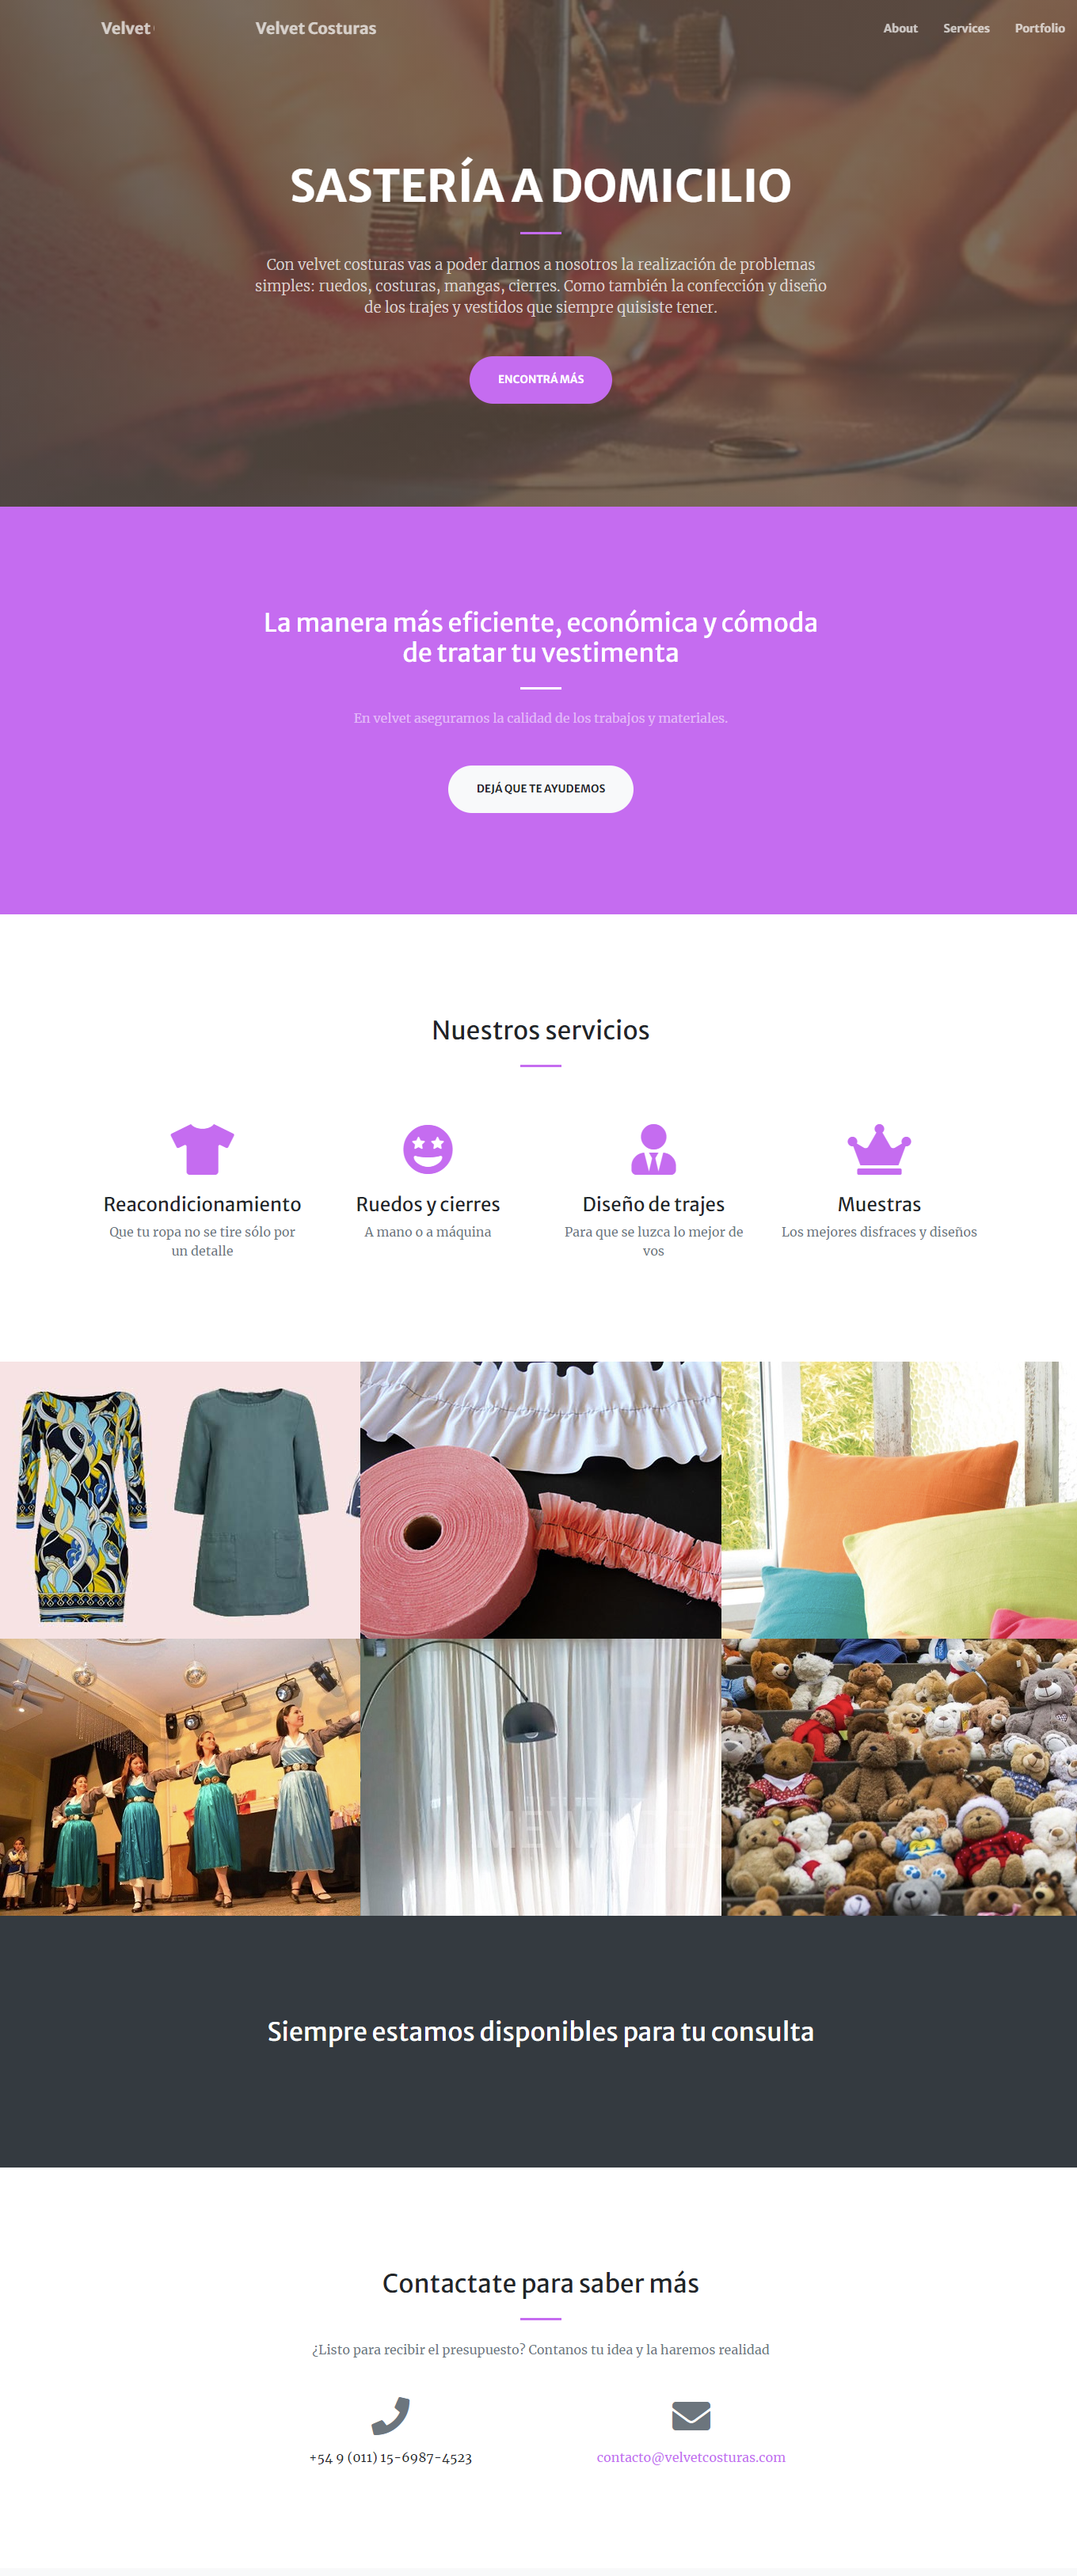 Velvet
Velvet Costuras
About
Services
Portfolio
SASTERÍA A DOMICILIO
Con velvet costuras vas a poder darnos a nosotros la realización de problemas
simples: ruedos, costuras, mangas, cierres. Como también la confección y diseño
de los trajes y vestidos que siempre quisiste tener.
ENCONTRÁ MÁS
La manera más eficiente, económica y cómoda
de tratar tu vestimenta
En velvet aseguramos la calidad de los trabajos y materiales.
DEJÁ QUE TE AYUDEMOS
Nuestros servicios
Reacondicionamiento
Que tu ropa no se tire sólo por
un detalle
Ruedos y cierres
A mano o a máquina
Diseño de trajes
Para que se luzca lo mejor de
vos
Muestras
Los mejores disfraces y diseños
Siempre estamos disponibles para tu consulta
Contactate para saber más
¿Listo para recibir el presupuesto? Contanos tu idea y la haremos realidad
+54 9 (011) 15-6987-4523
contacto@velvetcosturas.com